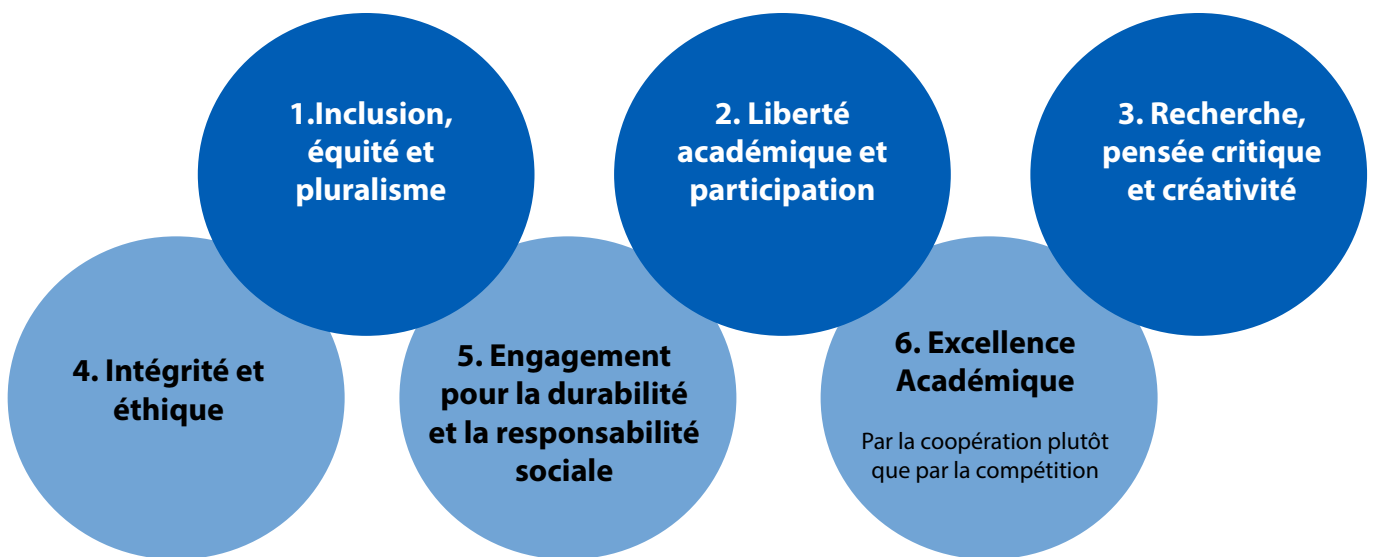 1.Inclusion,
équité et
pluralisme
2. Liberté
académique et
participation
3. Recherche,
pensée critique
et créativité
4. Intégrité et
éthique
5. Engagement
pour la durabilité
et la responsabilité
sociale
6. Excellence
Académique
Par la coopération plutôt
que par la compétition